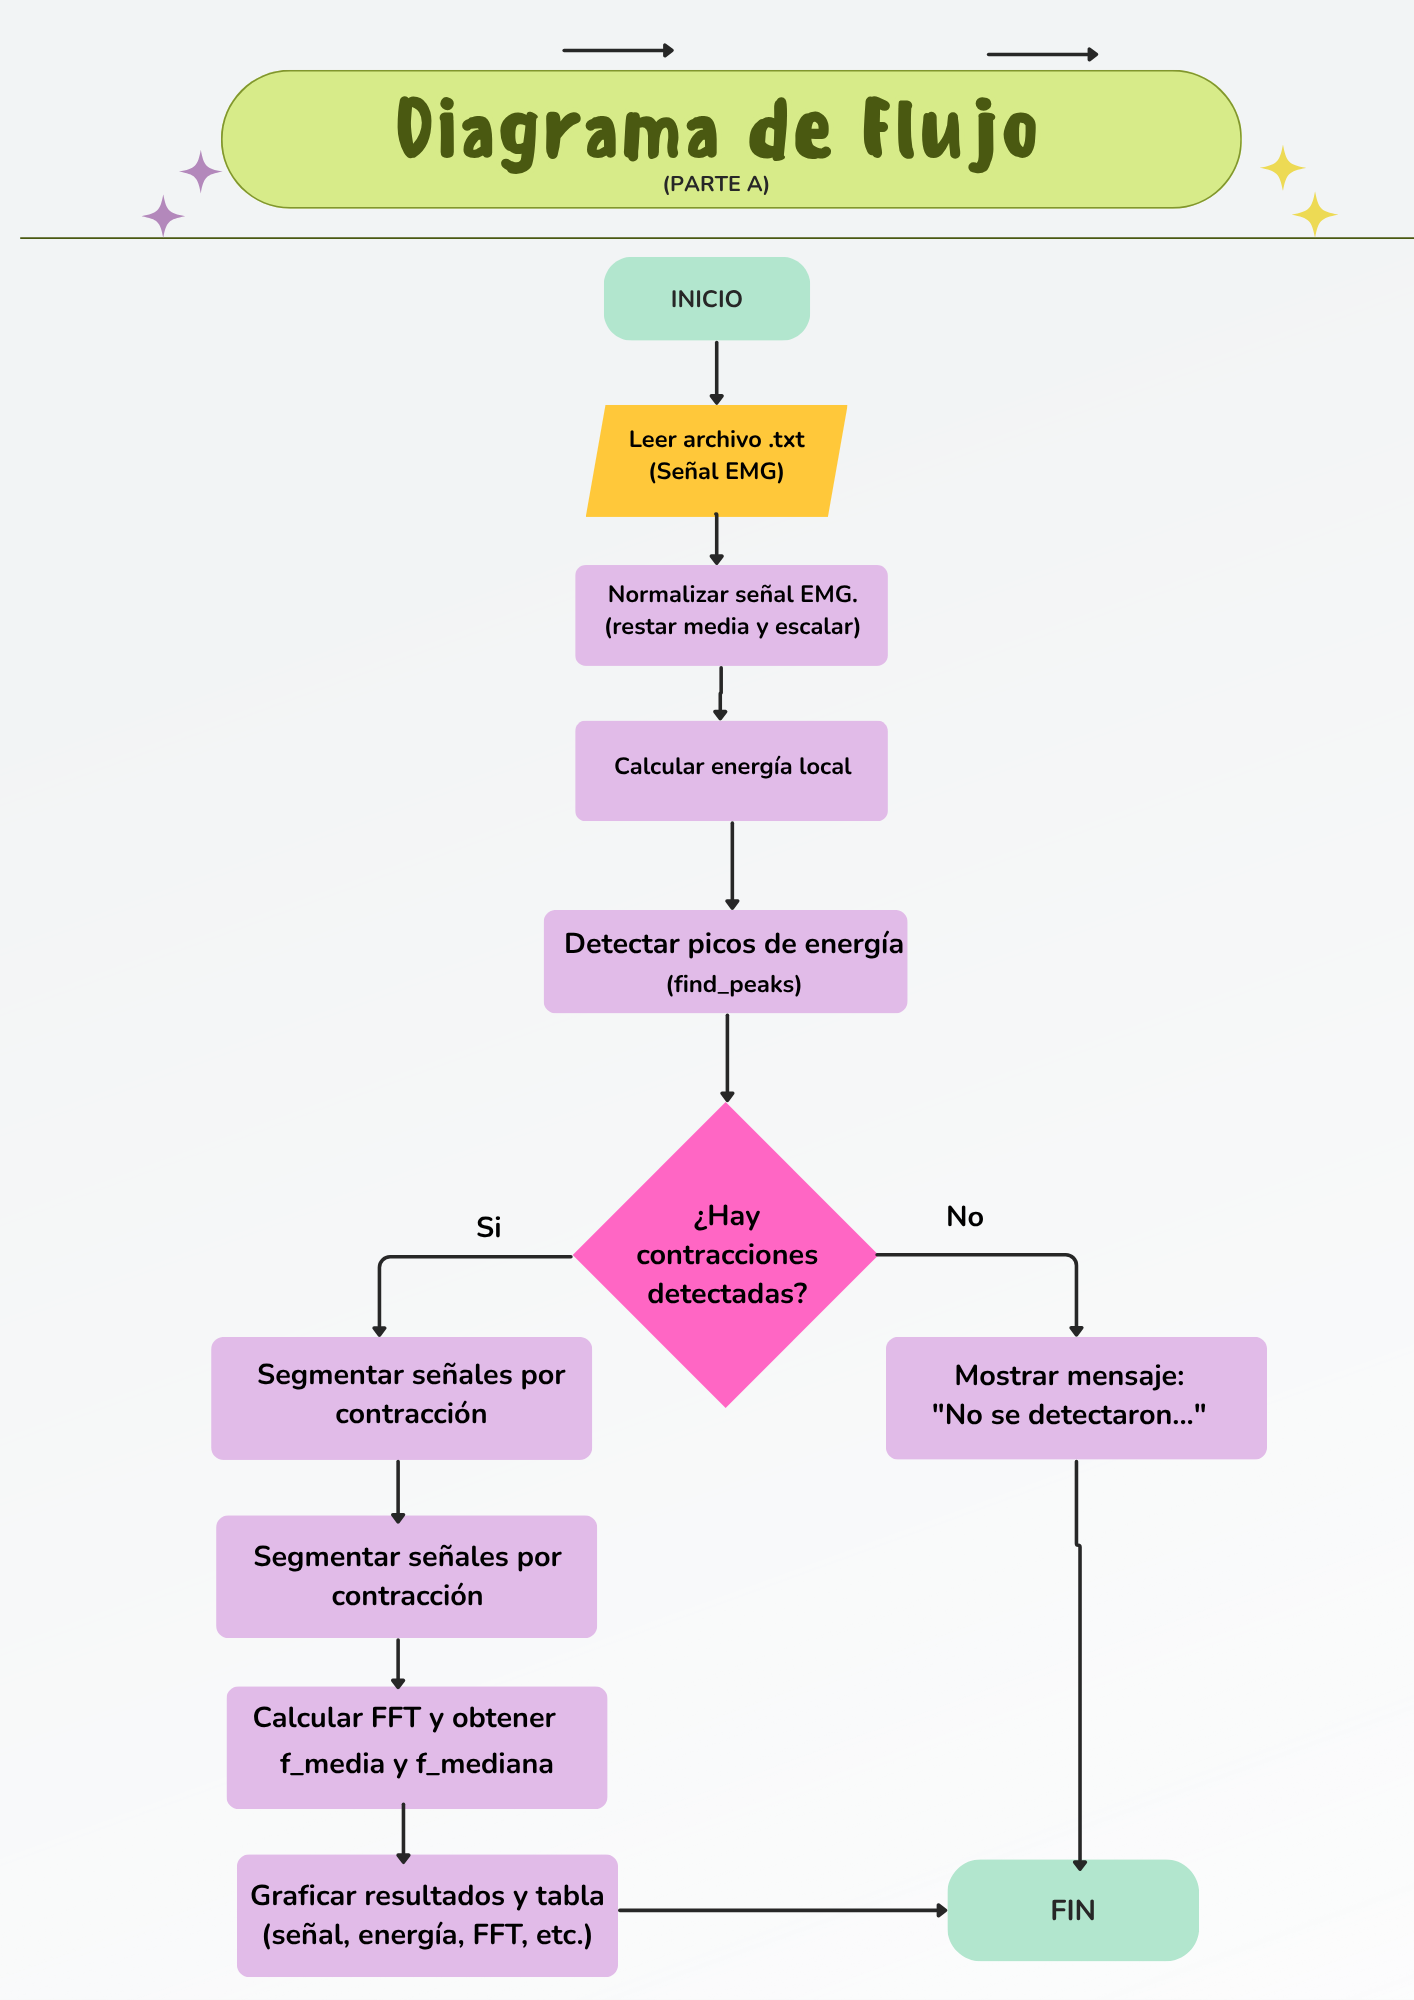 Diagrama de Flujo
(PARTE A)
INICIO
Leer archivo .txt
(Señal EMG)
Normalizar señal EMG.
(restar media y escalar)
Calcular energía local
Detectar picos de energía
(find_peaks)
¿Hay
contracciones
detectadas?
Si
No
Segmentar señales por
contracción
Mostrar mensaje:
"No se detectaron..."
Segmentar señales por
contracción
Calcular FFT y obtener
f_media y f_mediana
Graficar resultados y tabla
(señal, energía, FFT, etc.)
FIN